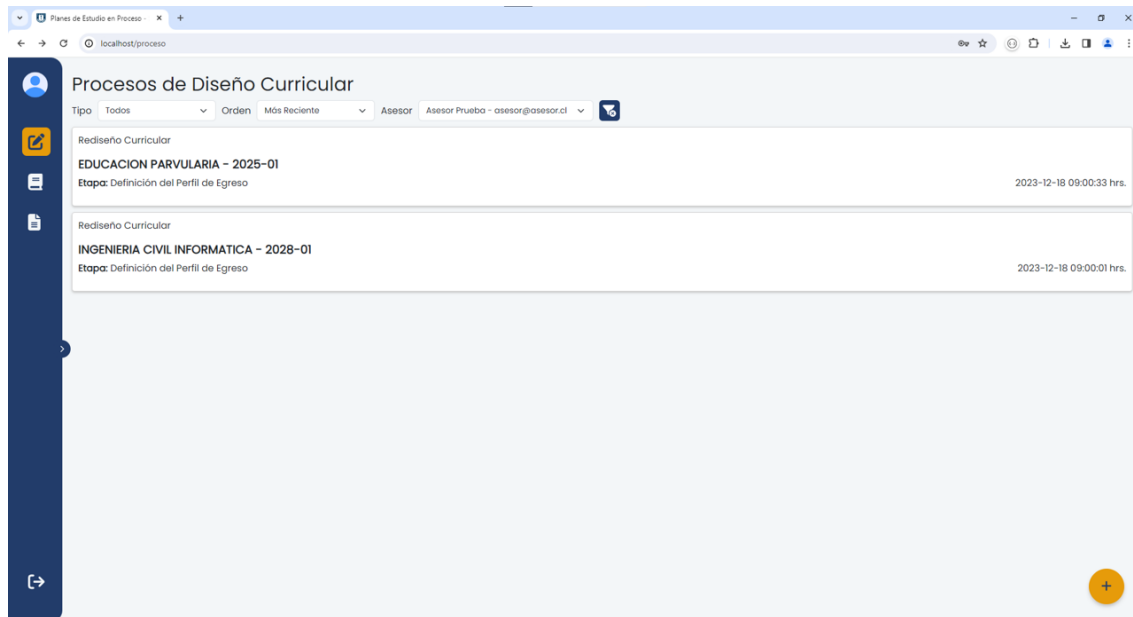 Planes de Estudio en Proceso -
localhost/proceso
Procesos de Diseño Curricular
Tipo Todos Orden Más Reciente Asesor Asesor Prueba - asesor@asesor.cl
Rediseño Curricular
EDUCACION PARVULARIA - 2025-01
Etapa: Definición del Perfil de Egreso 2023-12-18 09:00:33 hrs.
Rediseño Curricular
INGENIERIA CIVIL INFORMATICA - 2028-01
Etapa: Definición del Perfil de Egreso 2023-12-18 09:00:01 hrs.